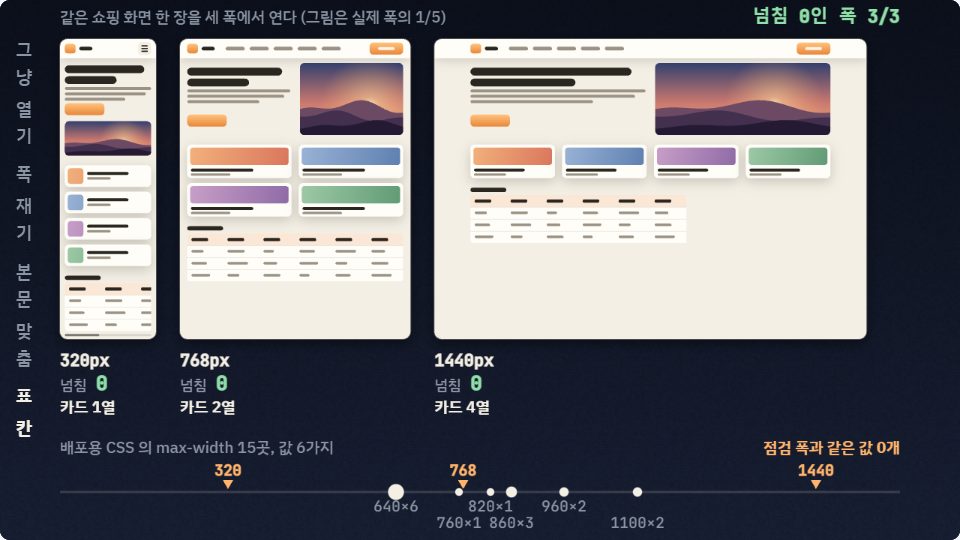 같은 쇼핑 화면 한 장을 세 폭에서 연다 (그림은 실제 폭의 1/5)
넘침 0인 폭 3/3
그냥 열기
폭 재기
본문 맞춤
표 칸
320px
넘침 0
카드 1열
768px
넘침 0
카드 2열
1440px
넘침 0
카드 4열
배포용 CSS 의 max-width 15곳, 값 6가지
점검 폭과 같은 값 0개
320
768
1440
640×6
820×1
960×2
760×1
860×3
1100×2